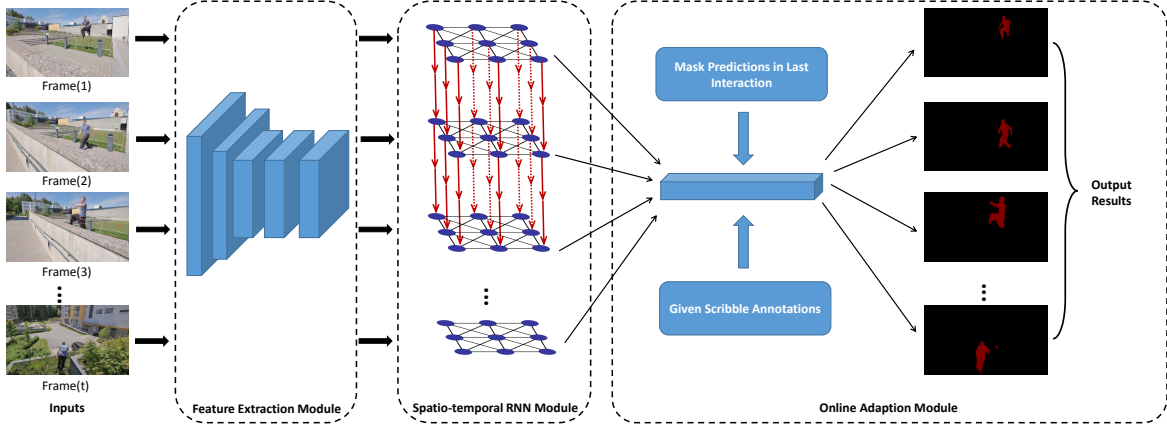 Frame(1)
Frame(2)
Frame(3)
Frame(t)
Inputs
Feature Extraction Module
Spatio-temporal RNN Module
Mask Predictions in Last
Interaction
Given Scribble Annotations
Online Adaption Module
Output
Results